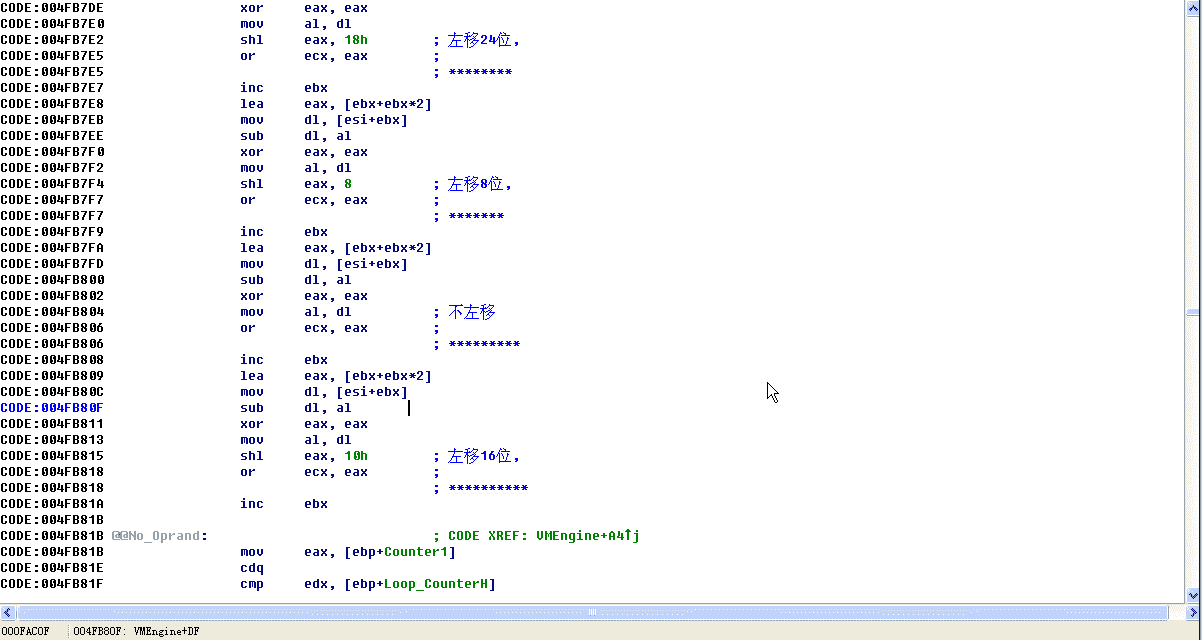 CODE:004FB7DE xor eax, eax
CODE:004FB7E0 mov al, dl
CODE:004FB7E2 shl eax, 18h ; 左移24位,
CODE:004FB7E5 or ecx, eax ;
CODE:004FB7E5 ; ********
CODE:004FB7E7 inc ebx
CODE:004FB7E8 lea eax, [ebx+ebx*2]
CODE:004FB7EB mov dl, [esi+ebx]
CODE:004FB7EE sub dl, al
CODE:004FB7F0 xor eax, eax
CODE:004FB7F2 mov al, dl
CODE:004FB7F4 shl eax, 8 ; 左移8位,
CODE:004FB7F7 or ecx, eax ;
CODE:004FB7F7 ; *******
CODE:004FB7F9 inc ebx
CODE:004FB7FA lea eax, [ebx+ebx*2]
CODE:004FB7FD mov dl, [esi+ebx]
CODE:004FB800 sub dl, al
CODE:004FB802 xor eax, eax
CODE:004FB804 mov al, dl ; 不左移
CODE:004FB806 or ecx, eax ;
CODE:004FB806 ; *********
CODE:004FB808 inc ebx
CODE:004FB809 lea eax, [ebx+ebx*2]
CODE:004FB80C mov dl, [esi+ebx]
CODE:004FB80F sub dl, al
CODE:004FB811 xor eax, eax
CODE:004FB813 mov al, dl
CODE:004FB815 shl eax, 10h ; 左移16位,
CODE:004FB818 or ecx, eax ;
CODE:004FB818 ; **********
CODE:004FB81A inc ebx
CODE:004FB81B
CODE:004FB81B @@No_Oprand: ; CODE XREF: VMEngine+A4↑j
CODE:004FB81B mov eax, [ebp+Counter1]
CODE:004FB81E cdq
CODE:004FB81F cmp edx, [ebp+Loop_CounterH]
000FAC0F 004FB80F: VMEngine+DF